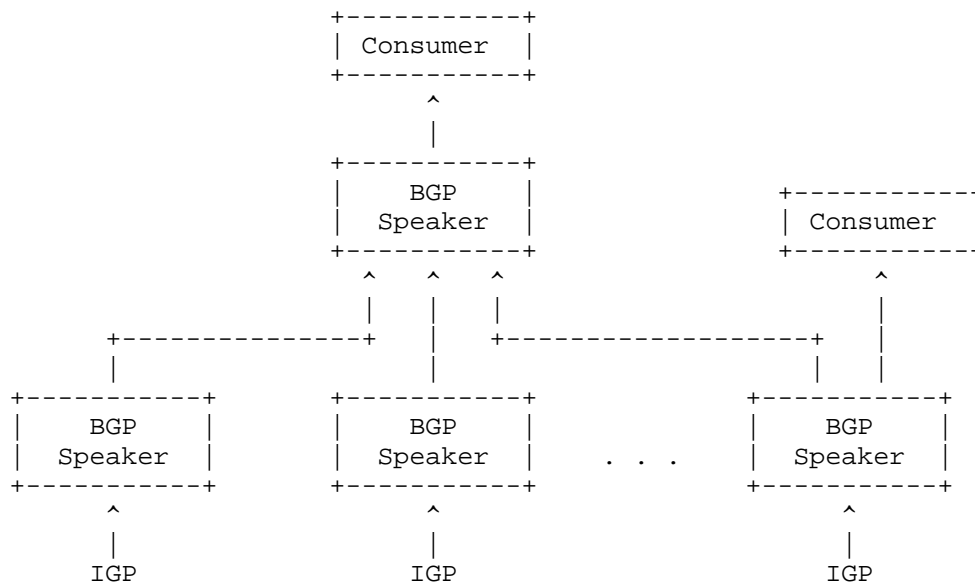 Consumer
BGP
Speaker
Consumer
BGP
Speaker
BGP
Speaker
. . .
BGP
Speaker
IGP
IGP
IGP